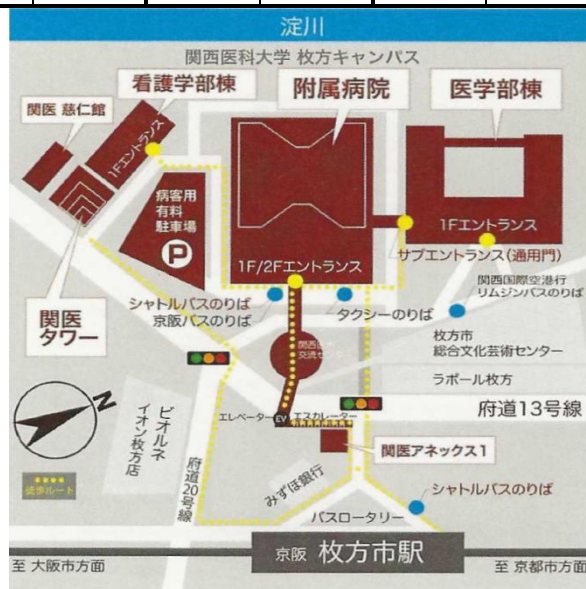 淀川
関西医科大学 枚方キャンパス
看護学部棟
附属病院
医学部棟
関医 慈仁館
1Fエントランス
病客用
有料
駐車場
P
1Fエントランス
サブエントランス(通用門)
1F/2Fエントランス
関西国際空港行
リムジンバスのりば
シャトルバスのりば
京阪バスのりば
タクシーのりば
関医
タワー
枚方市
総合文化芸術センター
ラポール枚方
府道13号線
N
エレベーター
EV
エスカレーター
関医アネックス1
ビオルネ
イオン枚方店
徒歩ルート
府道20号線
みずほ銀行
シャトルバスのりば
バスロータリー
京阪 枚方市駅
至 大阪市方面
至 京都市方面